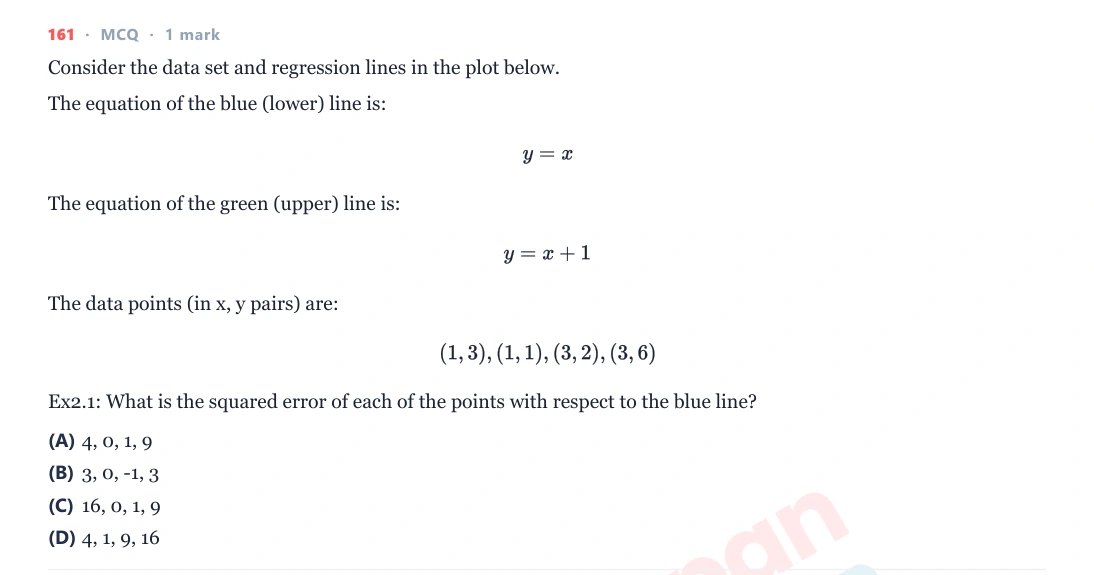 161 · MCQ · 1 mark
Consider the data set and regression lines in the plot below.
The equation of the blue (lower) line is:
y = x
The equation of the green (upper) line is:
y = x + 1
The data points (in x, y pairs) are:
(1, 3), (1, 1), (3, 2), (3, 6)
Ex2.1: What is the squared error of each of the points with respect to the blue line?
(A) 4, 0, 1, 9
(B) 3, 0, -1, 3
(C) 16, 0, 1, 9
(D) 4, 1, 9, 16